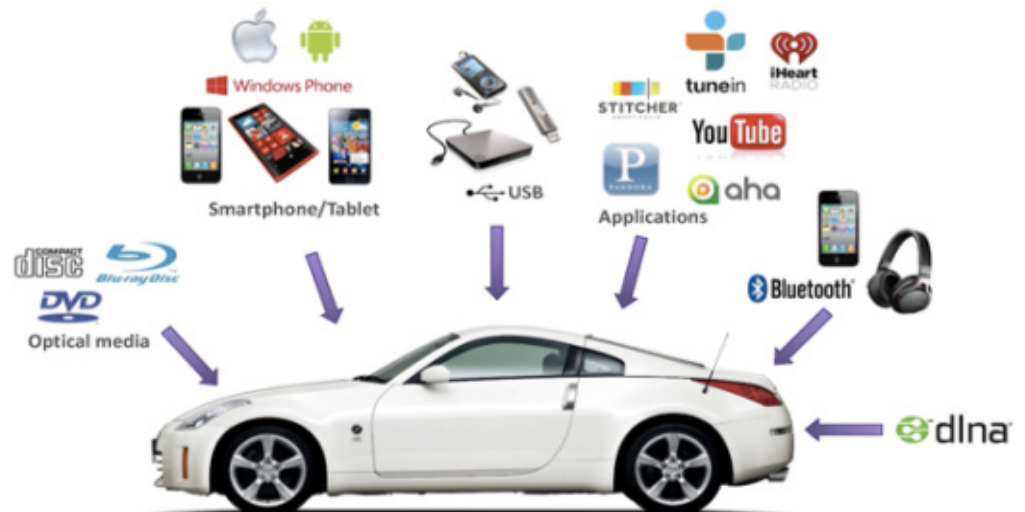 Windows Phone
Smartphone/Tablet
USB
STITCHER
tunein
iHeart
RADIO
YouTube
PANDORA
aha
Applications
COMPACT
disc
Blu-ray Disc
DVD
Optical media
Bluetooth
dlna